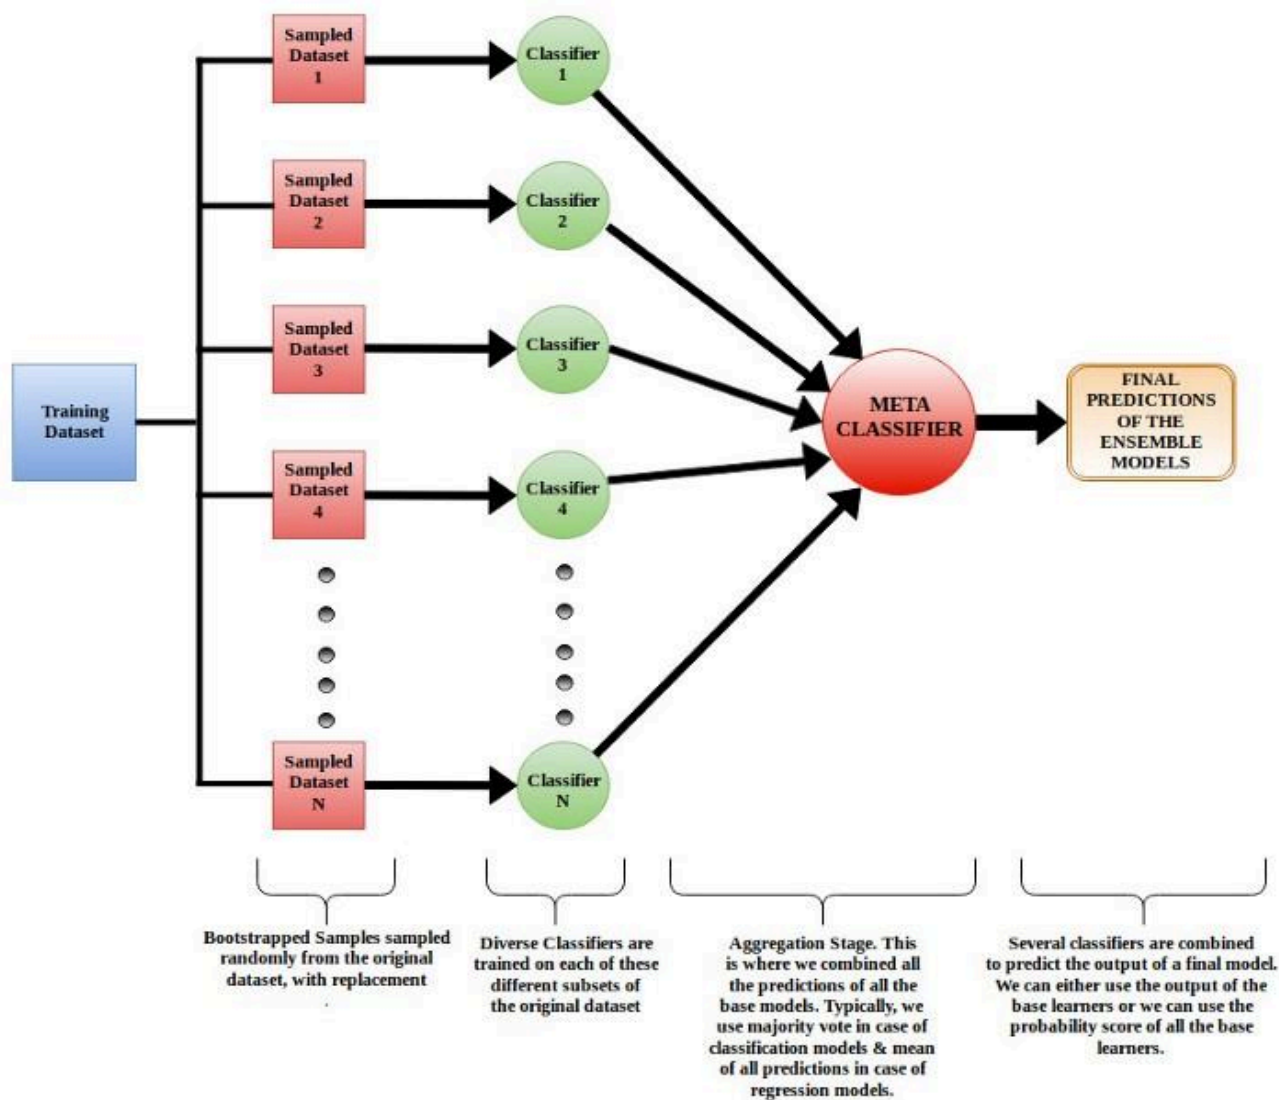 Sampled
Dataset
1
Classifier
1
Sampled
Dataset
2
Classifier
2
Sampled
Dataset
3
Classifier
3
Training
Dataset
META
CLASSIFIER
FINAL
PREDICTIONS
OF THE
ENSEMBLE
MODELS
Sampled
Dataset
4
Classifier
4
Sampled
Dataset
N
Classifier
N
Bootstrapped Samples sampled
randomly from the original
dataset, with replacement
.
Diverse Classifiers are
trained on each of these
different subsets of
the original dataset
Aggregation Stage. This
is where we combined all
the predictions of all the
base models. Typically, we
use majority vote in case of
classification models & mean
of all predictions in case of
regression models.
Several classifiers are combined
to predict the output of a final model.
We can either use the output of the
base learners or we can use the
probability score of all the base
learners.